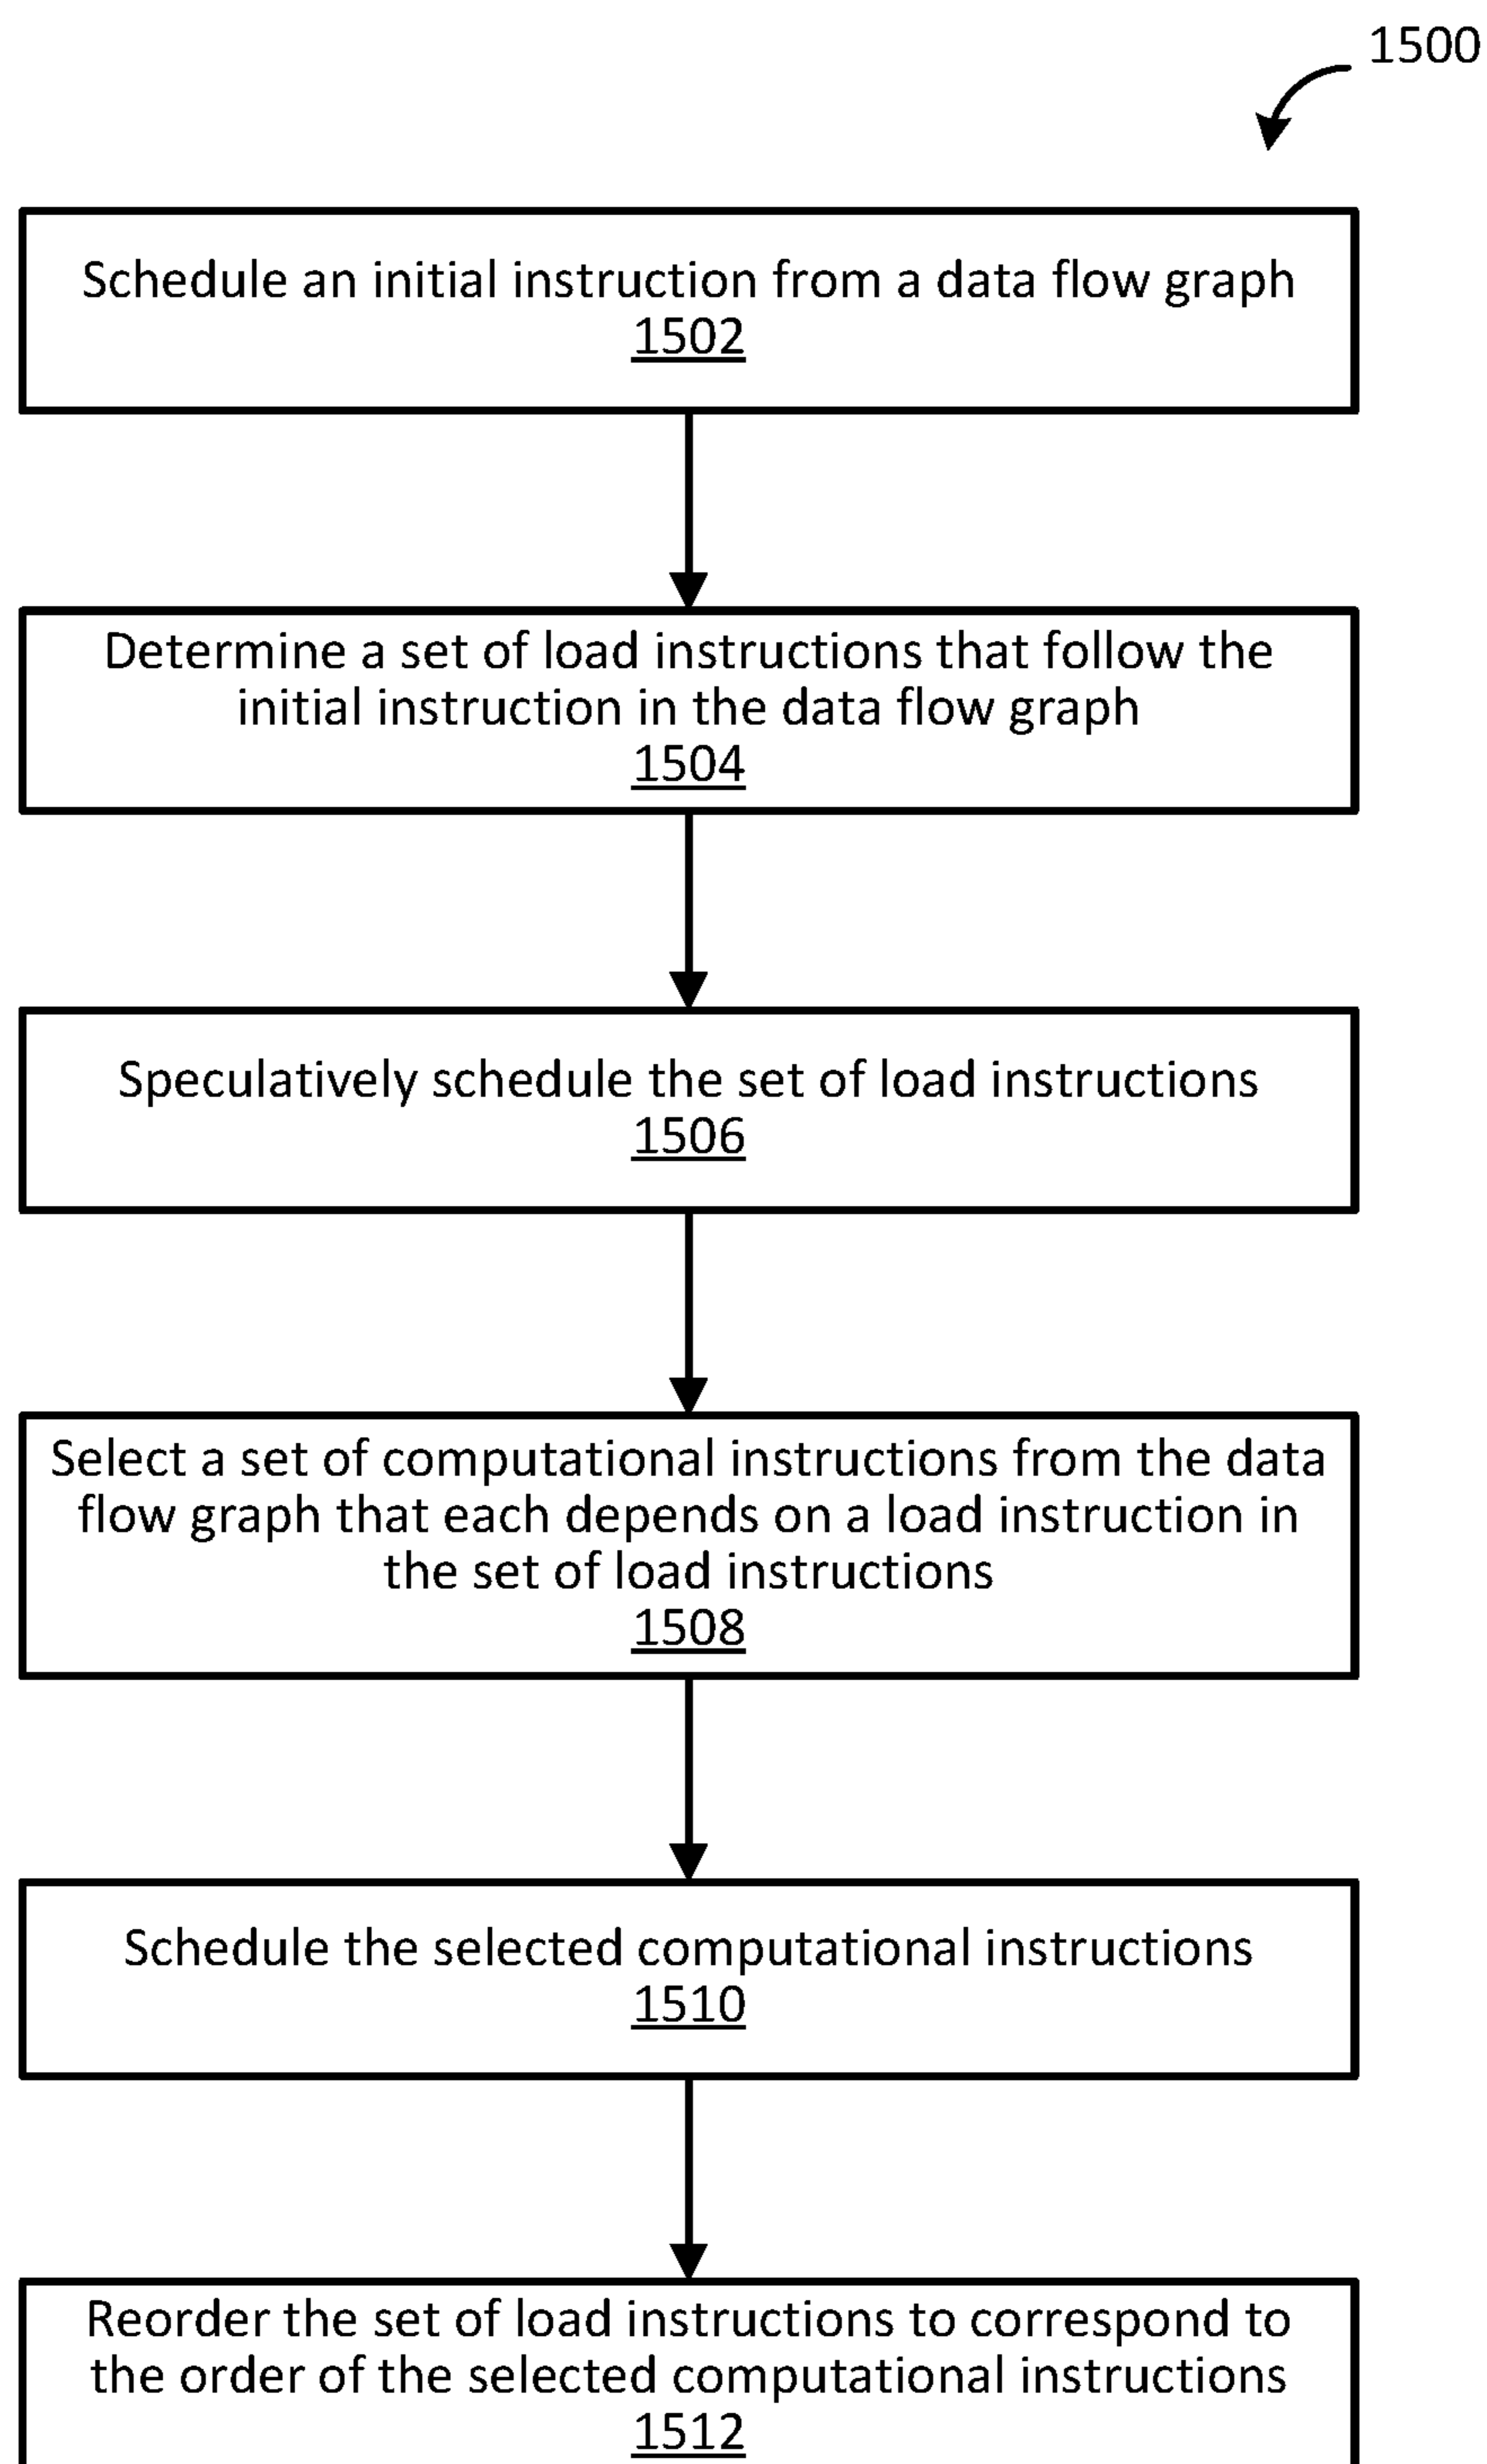 1500
Schedule an initial instruction from a data flow graph
1502
Determine a set of load instructions that follow the
initial instruction in the data flow graph
1504
Speculatively schedule the set of load instructions
1506
Select a set of computational instructions from the data
flow graph that each depends on a load instruction in
the set of load instructions
1508
Schedule the selected computational instructions
1510
Reorder the set of load instructions to correspond to
the order of the selected computational instructions
1512